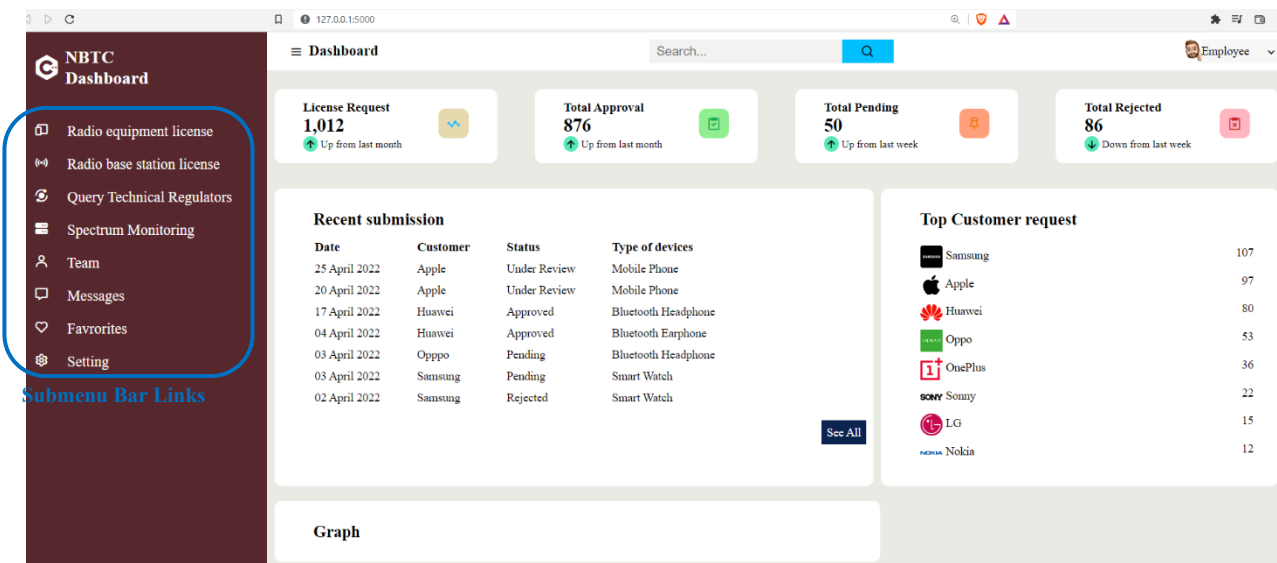 127.0.0.1:5000
NBTC
Dashboard
Radio equipment license
Radio base station license
Query Technical Regulators
Spectrum Monitoring
Team
Messages
Favrorites
Setting
Submenu Bar Links
Dashboard
Search...
Employee
License Request
1,012
Up from last month
Total Approval
876
Up from last month
Total Pending
50
Up from last week
Total Rejected
86
Down from last week
Recent submission
Date Customer Status Type of devices
25 April 2022 Apple Under Review Mobile Phone
20 April 2022 Apple Under Review Mobile Phone
17 April 2022 Huawei Approved Bluetooth Headphone
04 April 2022 Huawei Approved Bluetooth Earphone
03 April 2022 Opppo Pending Bluetooth Headphone
03 April 2022 Samsung Pending Smart Watch
02 April 2022 Samsung Rejected Smart Watch
See All
Top Customer request
Samsung 107
Apple 97
Huawei 80
Oppo 53
OnePlus 36
SONY Sonny 22
LG 15
NOKIA Nokia 12
Graph